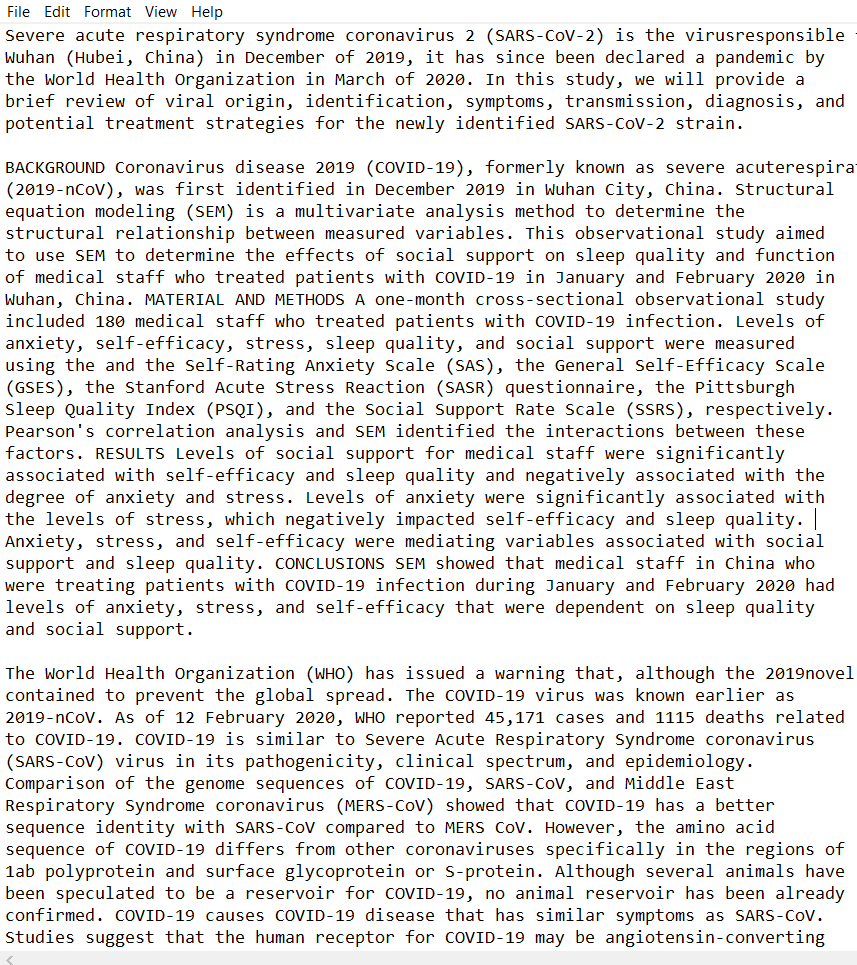 File Edit Format View Help
Severe acute respiratory syndrome coronavirus 2 (SARS-CoV-2) is the virusresponsible
Wuhan (Hubei, China) in December of 2019, it has since been declared a pandemic by
the World Health Organization in March of 2020. In this study, we will provide a
brief review of viral origin, identification, symptoms, transmission, diagnosis, and
potential treatment strategies for the newly identified SARS-CoV-2 strain.
BACKGROUND Coronavirus disease 2019 (COVID-19), formerly known as severe acuterespira
(2019-nCoV), was first identified in December 2019 in Wuhan City, China. Structural
equation modeling (SEM) is a multivariate analysis method to determine the
structural relationship between measured variables. This observational study aimed
to use SEM to determine the effects of social support on sleep quality and function
of medical staff who treated patients with COVID-19 in January and February 2020 in
Wuhan, China. MATERIAL AND METHODS A one-month cross-sectional observational study
included 180 medical staff who treated patients with COVID-19 infection. Levels of
anxiety, self-efficacy, stress, sleep quality, and social support were measured
using the and the Self-Rating Anxiety Scale (SAS), the General Self-Efficacy Scale
(GSES), the Stanford Acute Stress Reaction (SASR) questionnaire, the Pittsburgh
Sleep Quality Index (PSQI), and the Social Support Rate Scale (SSRS), respectively.
Pearson's correlation analysis and SEM identified the interactions between these
factors. RESULTS Levels of social support for medical staff were significantly
associated with self-efficacy and sleep quality and negatively associated with the
degree of anxiety and stress. Levels of anxiety were significantly associated with
the levels of stress, which negatively impacted self-efficacy and sleep quality.
Anxiety, stress, and self-efficacy were mediating variables associated with social
support and sleep quality. CONCLUSIONS SEM showed that medical staff in China who
were treating patients with COVID-19 infection during January and February 2020 had
levels of anxiety, stress, and self-efficacy that were dependent on sleep quality
and social support.
The World Health Organization (WHO) has issued a warning that, although the 2019novel
contained to prevent the global spread. The COVID-19 virus was known earlier as
2019-nCoV. As of 12 February 2020, WHO reported 45,171 cases and 1115 deaths related
to COVID-19. COVID-19 is similar to Severe Acute Respiratory Syndrome coronavirus
(SARS-CoV) virus in its pathogenicity, clinical spectrum, and epidemiology.
Comparison of the genome sequences of COVID-19, SARS-CoV, and Middle East
Respiratory Syndrome coronavirus (MERS-CoV) showed that COVID-19 has a better
sequence identity with SARS-CoV compared to MERS CoV. However, the amino acid
sequence of COVID-19 differs from other coronaviruses specifically in the regions of
1ab polyprotein and surface glycoprotein or S-protein. Although several animals have
been speculated to be a reservoir for COVID-19, no animal reservoir has been already
confirmed. COVID-19 causes COVID-19 disease that has similar symptoms as SARS-CoV.
Studies suggest that the human receptor for COVID-19 may be angiotensin-converting